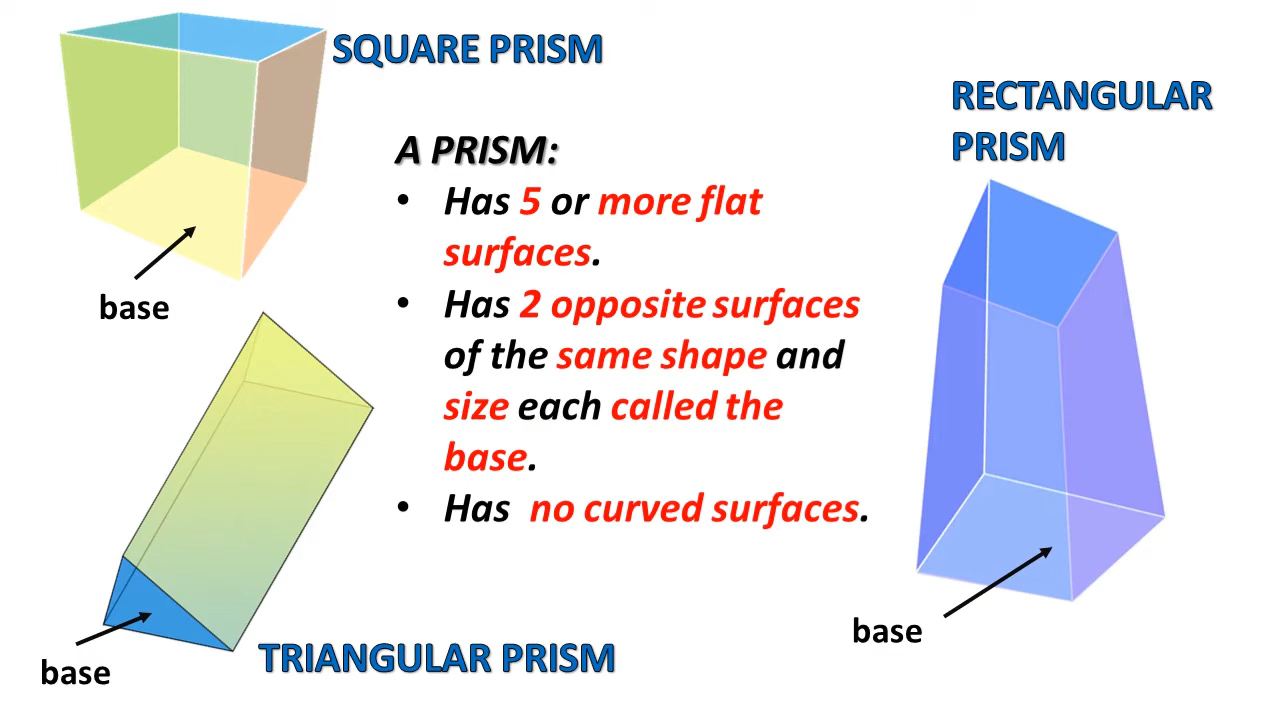 SQUARE PRISM
RECTANGULAR
PRISM
A PRISM:
• Has 5 or more flat
surfaces.
• Has 2 opposite surfaces
of the same shape and
size each called the
base.
• Has no curved surfaces.
base
base
TRIANGULAR PRISM
base